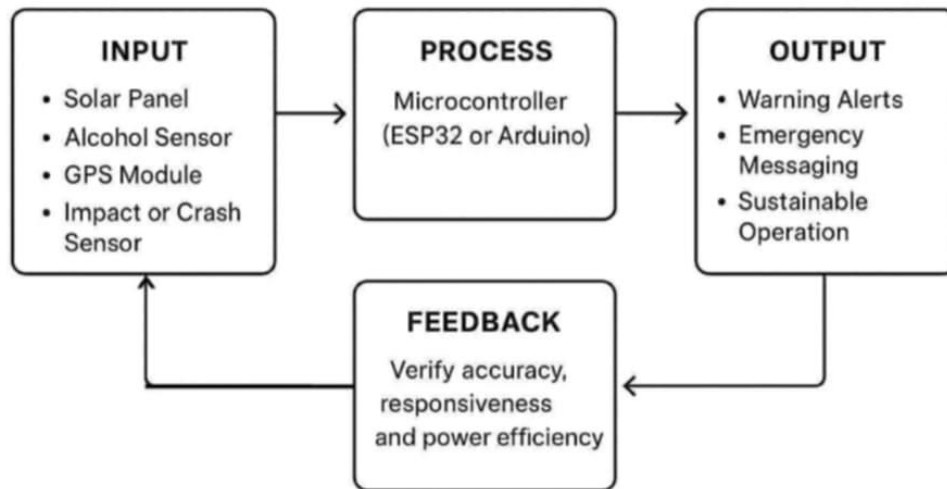 INPUT
• Solar Panel
• Alcohol Sensor
• GPS Module
• Impact or Crash
Sensor
PROCESS
Microcontroller
(ESP32 or Arduino)
OUTPUT
• Warning Alerts
• Emergency
Messaging
• Sustainable
Operation
FEEDBACK
Verify accuracy,
responsiveness
and power efficiency